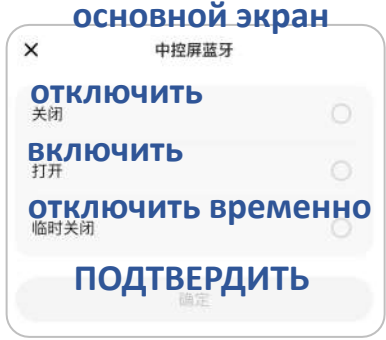 основной экран
中控屏蓝牙
отключить
关闭
включить
打开
отключить временно
临时关闭
ПОДТВЕРДИТЬ
确定